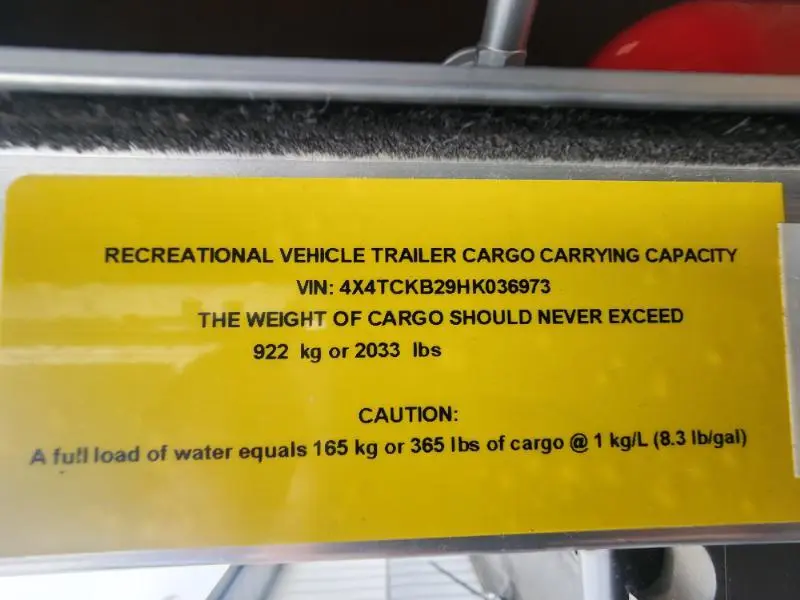 RECREATIONAL VEHICLE TRAILER CARGO CARRYING CAPACITY
VIN: 4X4TCKB29HK036973
THE WEIGHT OF CARGO SHOULD NEVER EXCEED
922 kg or 2033 lbs
CAUTION:
A full load of water equals 165 kg or 365 lbs of cargo @ 1 kg/L (8.3 lb/gal)